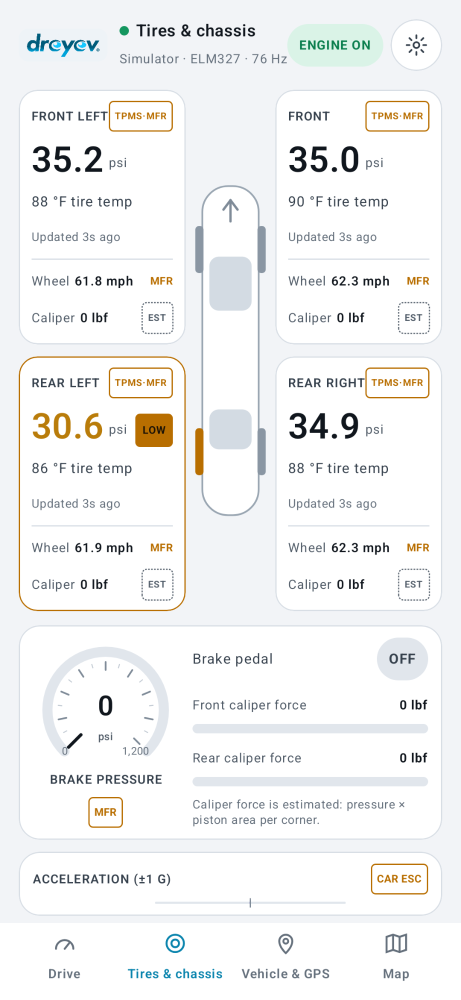 dreyev.
Tires & chassis
Simulator · ELM327 · 76 Hz
ENGINE ON
FRONT LEFT TPMS·MFR
35.2 psi
88 °F tire temp
Updated 3s ago
Wheel 61.8 mph MFR
Caliper 0 lbf EST
FRONT TPMS·MFR
35.0 psi
90 °F tire temp
Updated 3s ago
Wheel 62.3 mph MFR
Caliper 0 lbf EST
REAR LEFT TPMS·MFR
30.6 psi LOW
86 °F tire temp
Updated 3s ago
Wheel 61.9 mph MFR
Caliper 0 lbf EST
REAR RIGHT TPMS·MFR
34.9 psi
88 °F tire temp
Updated 3s ago
Wheel 62.3 mph MFR
Caliper 0 lbf EST
0
psi
0 1,200
BRAKE PRESSURE
MFR
Brake pedal OFF
Front caliper force 0 lbf
Rear caliper force 0 lbf
Caliper force is estimated: pressure ×
piston area per corner.
ACCELERATION (±1 G) CAR ESC
Drive
Tires & chassis
Vehicle & GPS
Map